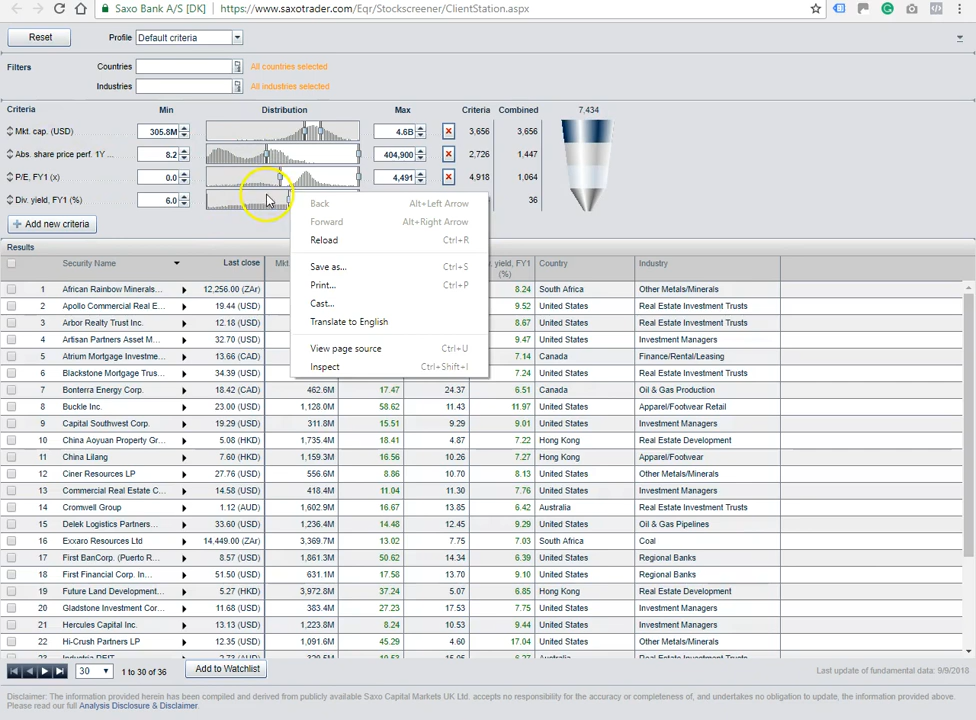 Saxo Bank A/S [DK] https://www.saxotrader.com/Eqr/Stockscreener/ClientStation.aspx
Reset Profile Default criteria
Filters Countries All countries selected
Industries All industries selected
Criteria Min Distribution Max Criteria Combined 7,434
Mkt. cap. (USD) 305.8M 4.6B 3,656 3,656
Abs. share price perf. 1Y ... 8.2 404,900 2,726 1,447
P/E, FY1 (x) 0.0 4,491 4,918 1,064
Div. yield, FY1 (%) 6.0 36
Back Alt+Left Arrow
Forward Alt+Right Arrow
Reload Ctrl+R
Save as... Ctrl+S
Print... Ctrl+P
Cast...
Translate to English
View page source Ctrl+U
Inspect Ctrl+Shift+I
+ Add new criteria
Results
Security Name Last close Mkt. yield, FY1 (%) Country Industry
1 African Rainbow Minerals... 12,256.00 (ZAr) 8.24 South Africa Other Metals/Minerals
2 Apollo Commercial Real E... 19.44 (USD) 9.52 United States Real Estate Investment Trusts
3 Arbor Realty Trust Inc. 12.18 (USD) 8.67 United States Real Estate Investment Trusts
4 Artisan Partners Asset M... 32.70 (USD) 9.47 United States Investment Managers
5 Atrium Mortgage Investme... 13.66 (CAD) 7.14 Canada Finance/Rental/Leasing
6 Blackstone Mortgage Trus... 34.39 (USD) 7.24 United States Real Estate Investment Trusts
7 Bonterra Energy Corp. 18.42 (CAD) 462.6M 17.47 24.37 6.51 Canada Oil & Gas Production
8 Buckle Inc. 23.00 (USD) 1,128.0M 58.62 11.43 11.97 United States Apparel/Footwear Retail
9 Capital Southwest Corp. 19.29 (USD) 311.8M 15.51 9.29 9.01 United States Investment Managers
10 China Aoyuan Property Gr... 5.08 (HKD) 1,735.4M 18.41 4.87 7.22 Hong Kong Real Estate Development
11 China Lilang 7.60 (HKD) 1,159.3M 16.56 10.26 7.27 Hong Kong Apparel/Footwear
12 Ciner Resources LP 27.76 (USD) 556.6M 8.86 10.70 8.13 United States Other Metals/Minerals
13 Commercial Real Estate C... 14.58 (USD) 418.4M 11.04 11.30 7.76 United States Investment Managers
14 Cromwell Group 1.12 (AUD) 1,602.9M 16.67 13.85 6.42 Australia Real Estate Investment Trusts
15 Delek Logistics Partners... 33.60 (USD) 1,236.4M 14.48 12.45 9.29 United States Oil & Gas Pipelines
16 Exxaro Resources Ltd 14,449.00 (ZAr) 3,369.7M 13.02 7.75 7.03 South Africa Coal
17 First BanCorp. (Puerto R... 8.57 (USD) 1,861.3M 50.62 14.34 6.39 United States Regional Banks
18 First Financial Corp. In... 51.50 (USD) 631.1M 17.58 13.70 9.10 United States Regional Banks
19 Future Land Development... 5.27 (HKD) 3,972.8M 37.24 5.07 6.85 Hong Kong Real Estate Development
20 Gladstone Investment Cor... 11.68 (USD) 383.4M 27.23 17.53 7.75 United States Investment Managers
21 Hercules Capital Inc. 13.13 (USD) 1,223.8M 8.24 10.53 9.44 United States Investment Managers
22 Hi-Crush Partners LP 12.35 (USD) 1,091.6M 45.29 4.60 17.04 United States Other Metals/Minerals
30 1 to 30 of 36 Add to Watchlist Last update of fundamental data: 9/9/2018
Disclaimer: The information provided herein has been compiled and derived from publicly available Saxo Capital Markets UK Ltd. accepts no responsibility for the accuracy or completeness of, and undertakes no obligation to update, the information provided above.
Please read our full Analysis Disclosure & Disclaimer.